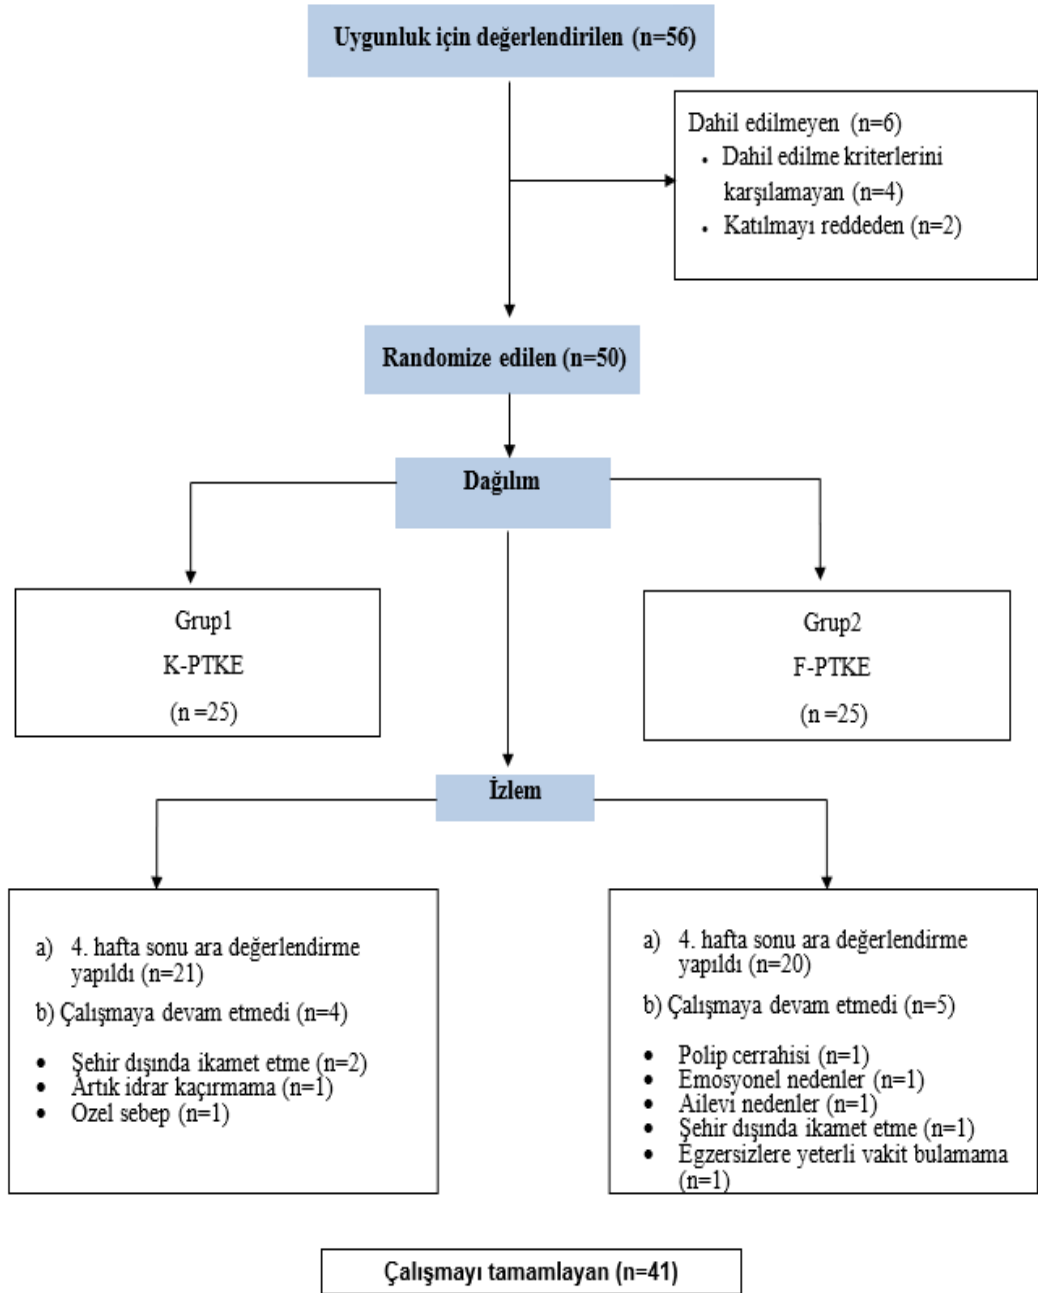 Uygunluk için değerlendirilen (n=56)
Dahil edilmeyen (n=6)
• Dahil edilme kriterlerini
karşılamayan (n=4)
• Katılmayı reddeden (n=2)
Randomize edilen (n=50)
Dağılım
Grup1
K-PTKE
(n =25)
Grup2
F-PTKE
(n =25)
İzlem
a) 4. hafta sonu ara değerlendirme
yapıldı (n=21)
b) Çalışmaya devam etmedi (n=4)
• Şehir dışında ikamet etme (n=2)
• Artık idrar kaçırmama (n=1)
• Ozel sebep (n=1)
a) 4. hafta sonu ara değerlendirme
yapıldı (n=20)
b) Çalışmaya devam etmedi (n=5)
• Polip cerrahisi (n=1)
• Emosyonel nedenler (n=1)
• Ailevi nedenler (n=1)
• Şehir dışında ikamet etme (n=1)
• Egzersizlere yeterli vakit bulamama
(n=1)
Çalışmayı tamamlayan (n=41)